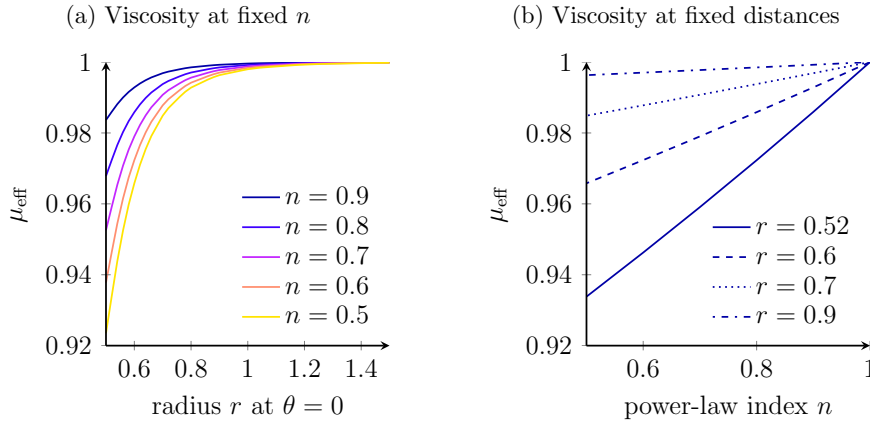 (a) Viscosity at fixed n
1
0.98
0.96
0.94
0.92
μeff
n = 0.9
n = 0.8
n = 0.7
n = 0.6
n = 0.5
0.6 0.8 1 1.2 1.4
radius r at θ = 0
(b) Viscosity at fixed distances
1
0.98
0.96
0.94
0.92
μeff
r = 0.52
r = 0.6
r = 0.7
r = 0.9
0.6 0.8 1
power-law index n